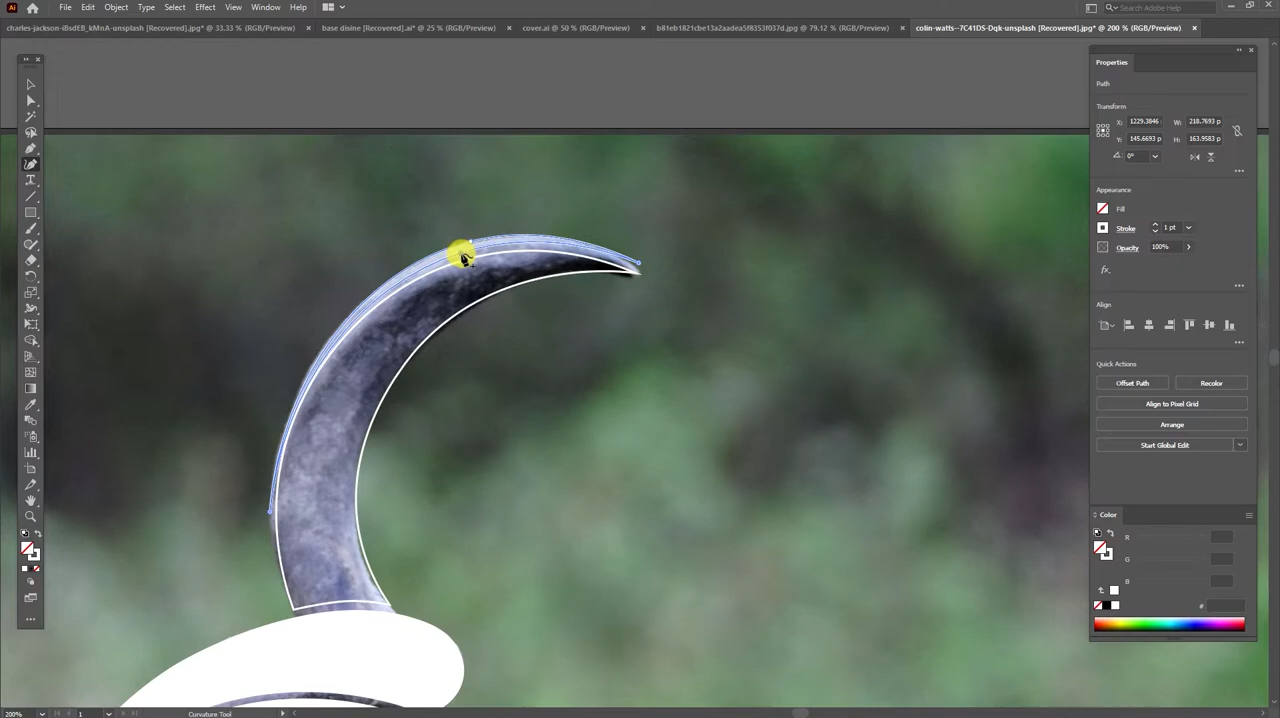 Ai File Edit Object Type Select Effect View Window Help Search Adobe Help
charles-jackson-i8sdEB_kMnA-unsplash [Recovered].jpg* @ 33.33 % (RGB/Preview) × base disine [Recovered].ai* @ 25 % (RGB/Preview) × cover.ai @ 50 % (RGB/Preview) × b81eb1821cbe13a2aadea5f8353f037d.jpg @ 79.12 % (RGB/Preview) × colin-watts--7C41DS-Dqk-unsplash [Recovered].jpg* @ 200 % (RGB/Preview) ×
Properties
Path
Transform
X: 1229.3846 W: 218.7693 p
Y: 145.6693 p H: 163.9583 p
0°
Appearance
Fill
Stroke 1 pt
Opacity 100%
fx
Align
Quick Actions
Offset Path Recolor
Align to Pixel Grid
Arrange
Start Global Edit
Color
R
G
B
#
200% 1 Curvature Tool